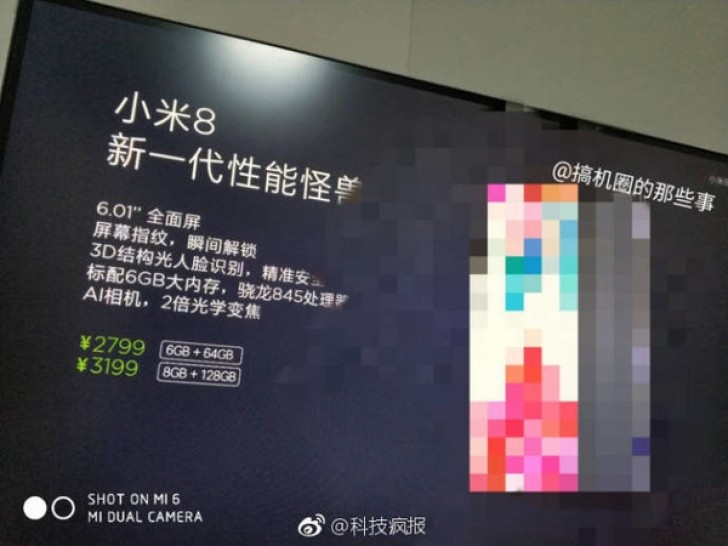 小米8
新一代性能怪兽
@搞机圈的那些事
6.01" 全面屏
屏幕指纹，瞬间解锁
3D结构光人脸识别，精准安全
标配6GB大内存，骁龙845处理器
AI相机，2倍光学变焦
¥2799 6GB + 64GB
¥3199 8GB + 128GB
SHOT ON MI 6
MI DUAL CAMERA
@科技疯报